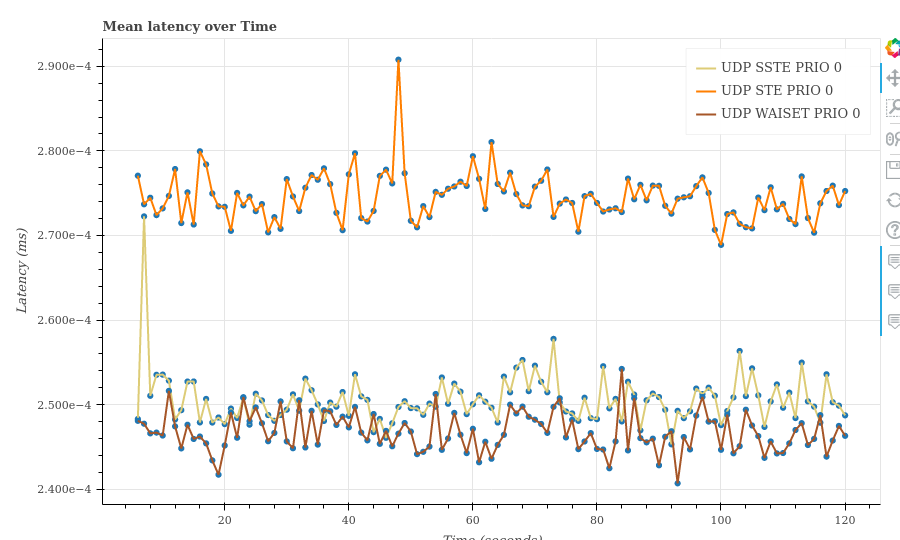 Mean latency over Time
2.900e−4
2.800e−4
2.700e−4
2.600e−4
2.500e−4
2.400e−4
Latency (ms)
UDP SSTE PRIO 0
UDP STE PRIO 0
UDP WAISET PRIO 0
20
40
60
80
100
120
Time (seconds)